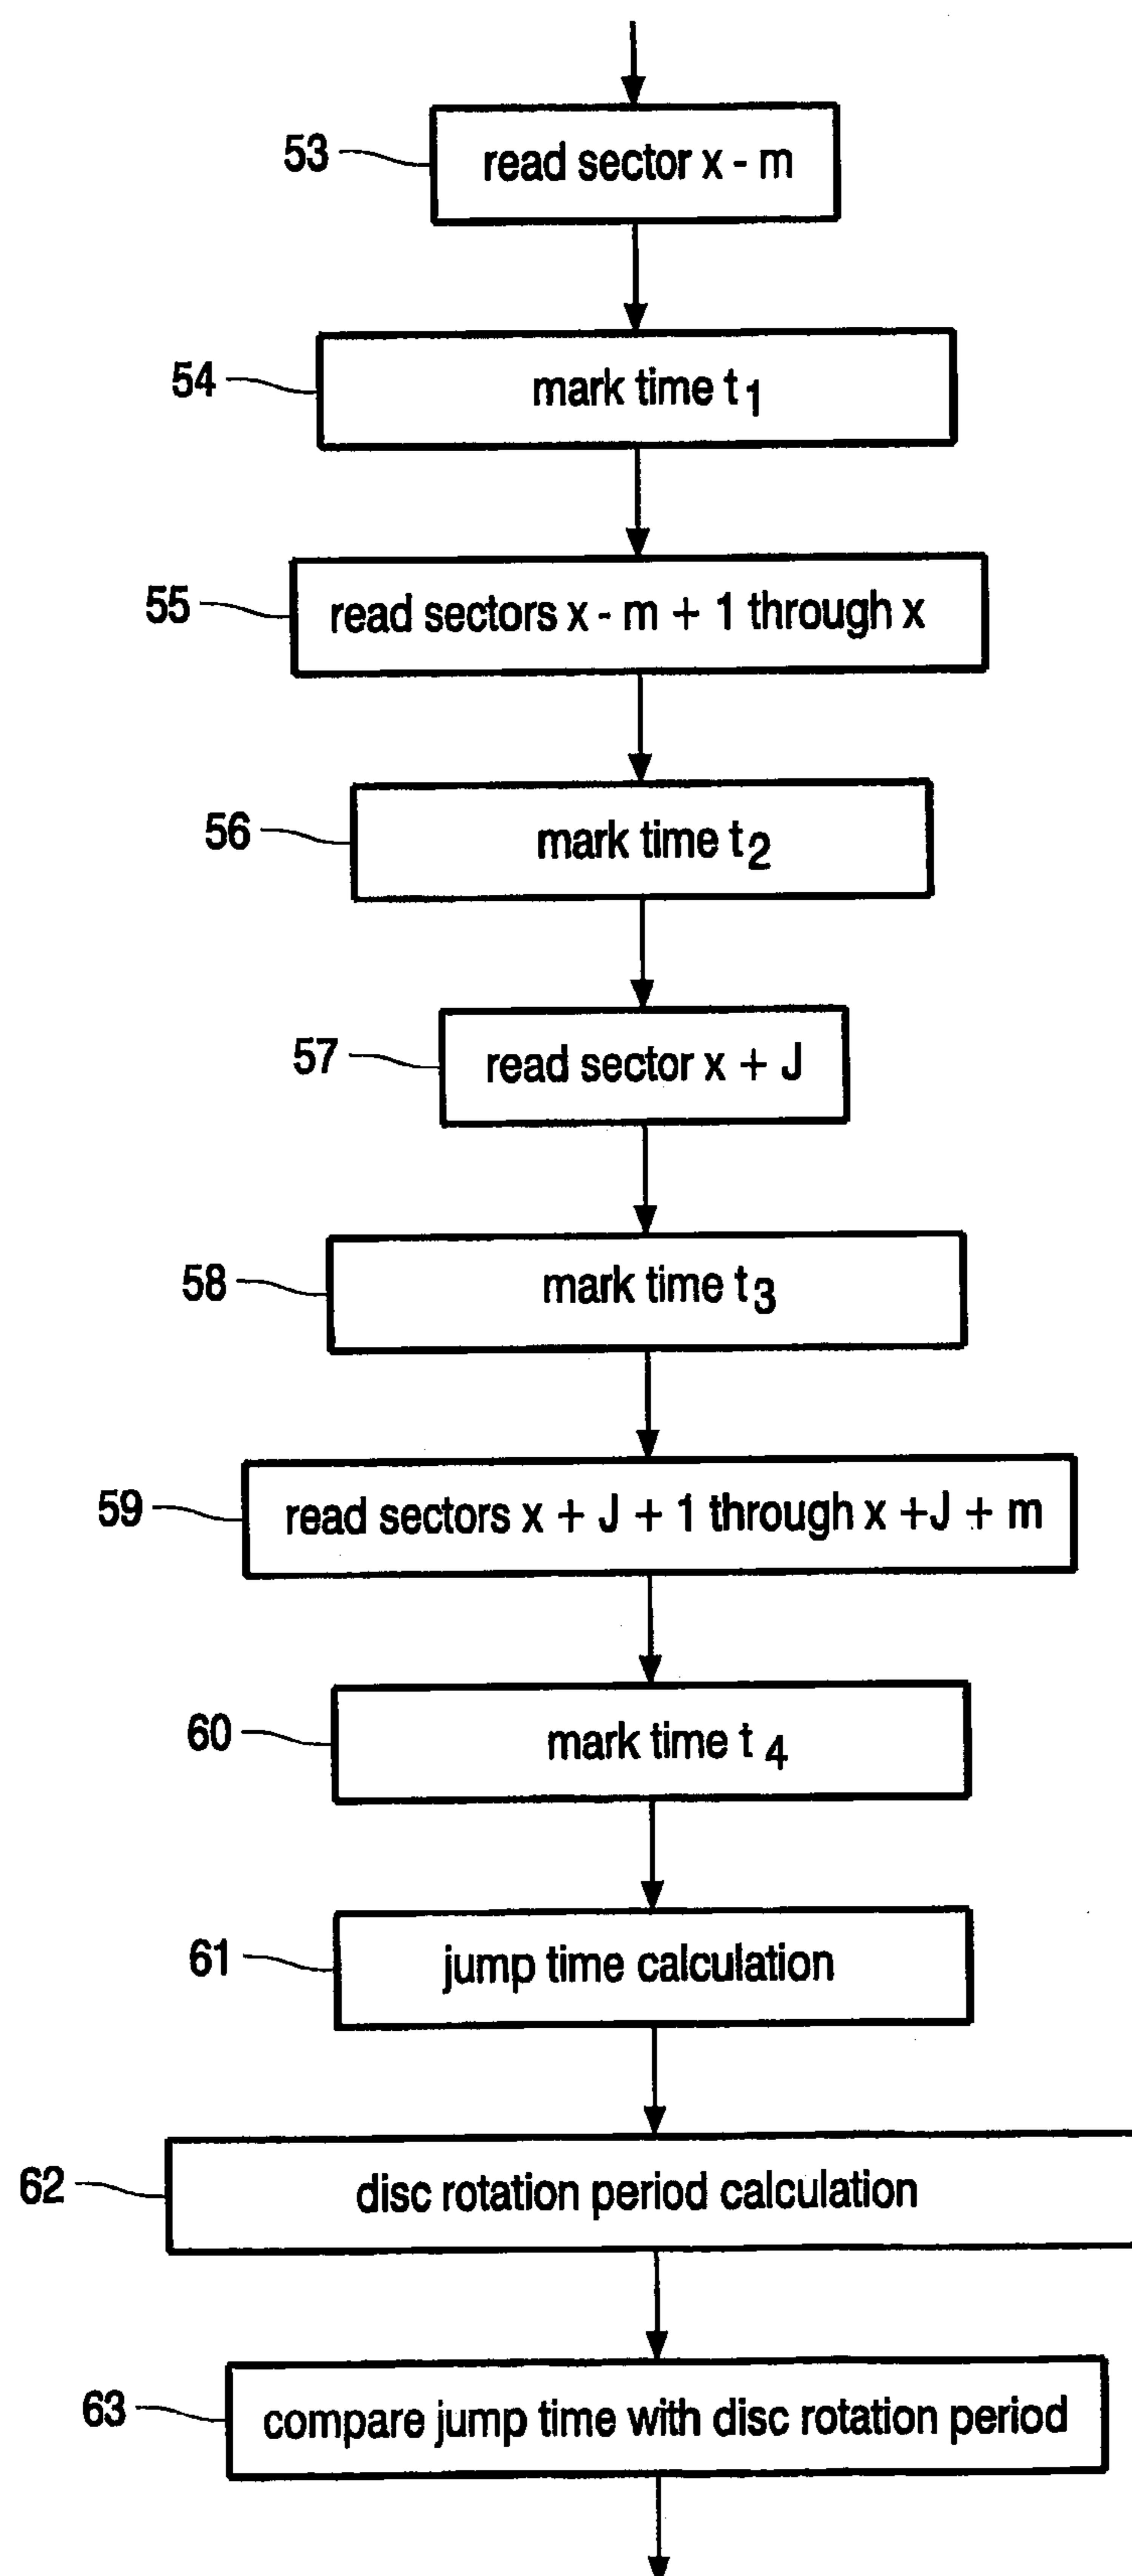 53 read sector x - m
54 mark time t1
55 read sectors x - m + 1 through x
56 mark time t2
57 read sector x + J
58 mark time t3
59 read sectors x + J + 1 through x +J + m
60 mark time t 4
61 jump time calculation
62 disc rotation period calculation
63 compare jump time with disc rotation period